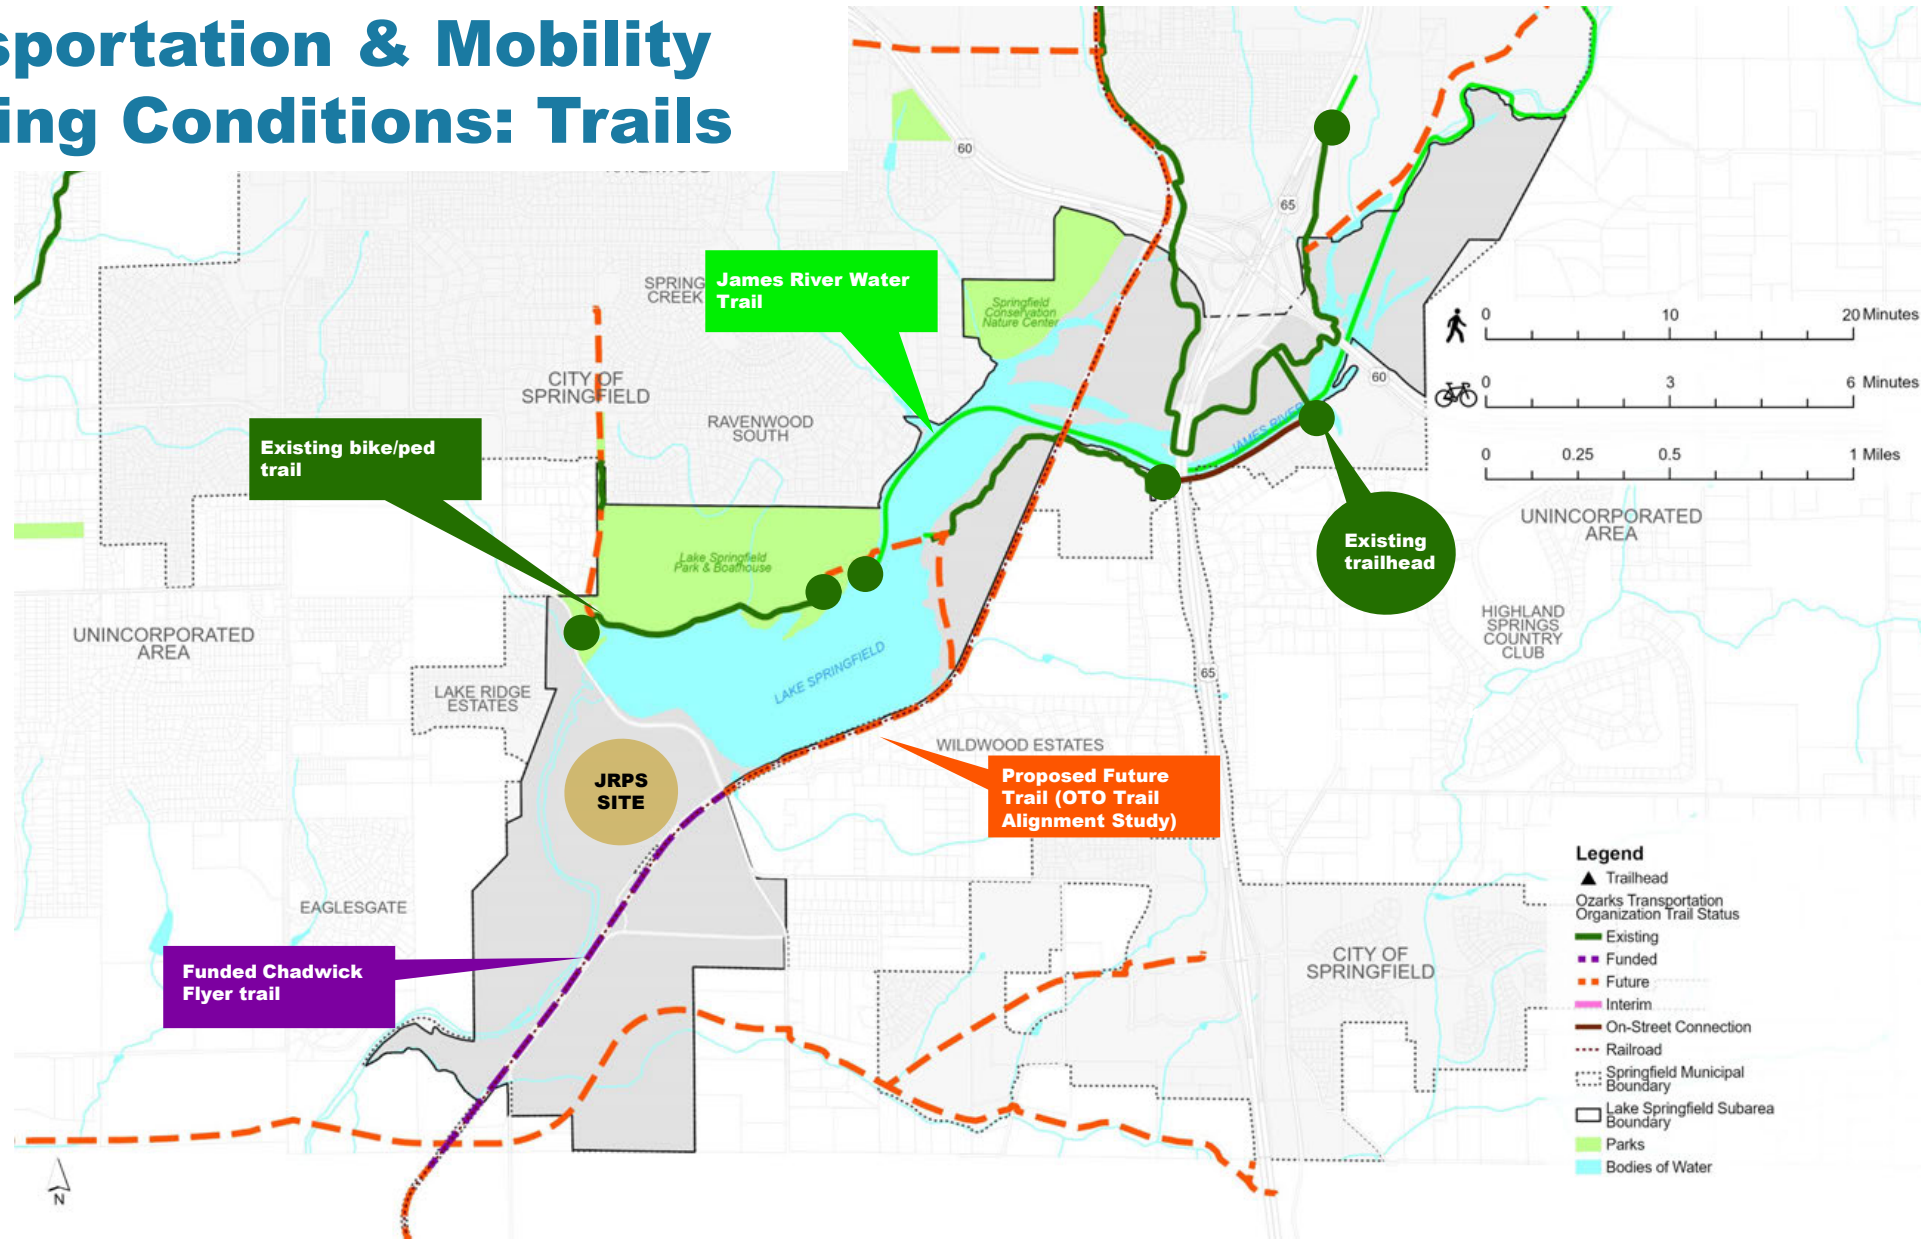 sportation & Mobility
ing Conditions: Trails
60
65
SPRING
CREEK
James River Water
Trail
Springfield
Conservation
Nature Center
0
10
20 Minutes
CITY OF
SPRINGFIELD
60
0
3
6 Minutes
RAVENWOOD
SOUTH
Existing bike/ped
trail
JAMES RIVER
0
0.25
0.5
1 Miles
UNINCORPORATED
AREA
Existing
trailhead
Lake Springfield
Park & Boathouse
UNINCORPORATED
AREA
HIGHLAND
SPRINGS
COUNTRY
CLUB
LAKE SPRINGFIELD
65
LAKE RIDGE
ESTATES
WILDWOOD ESTATES
JRPS
SITE
Proposed Future
Trail (OTO Trail
Alignment Study)
EAGLESGATE
Funded Chadwick
Flyer trail
CITY OF
SPRINGFIELD
Legend
Trailhead
Ozarks Transportation
Organization Trail Status
Existing
Funded
Future
Interim
On-Street Connection
Railroad
Springfield Municipal
Boundary
Lake Springfield Subarea
Boundary
Parks
Bodies of Water
N